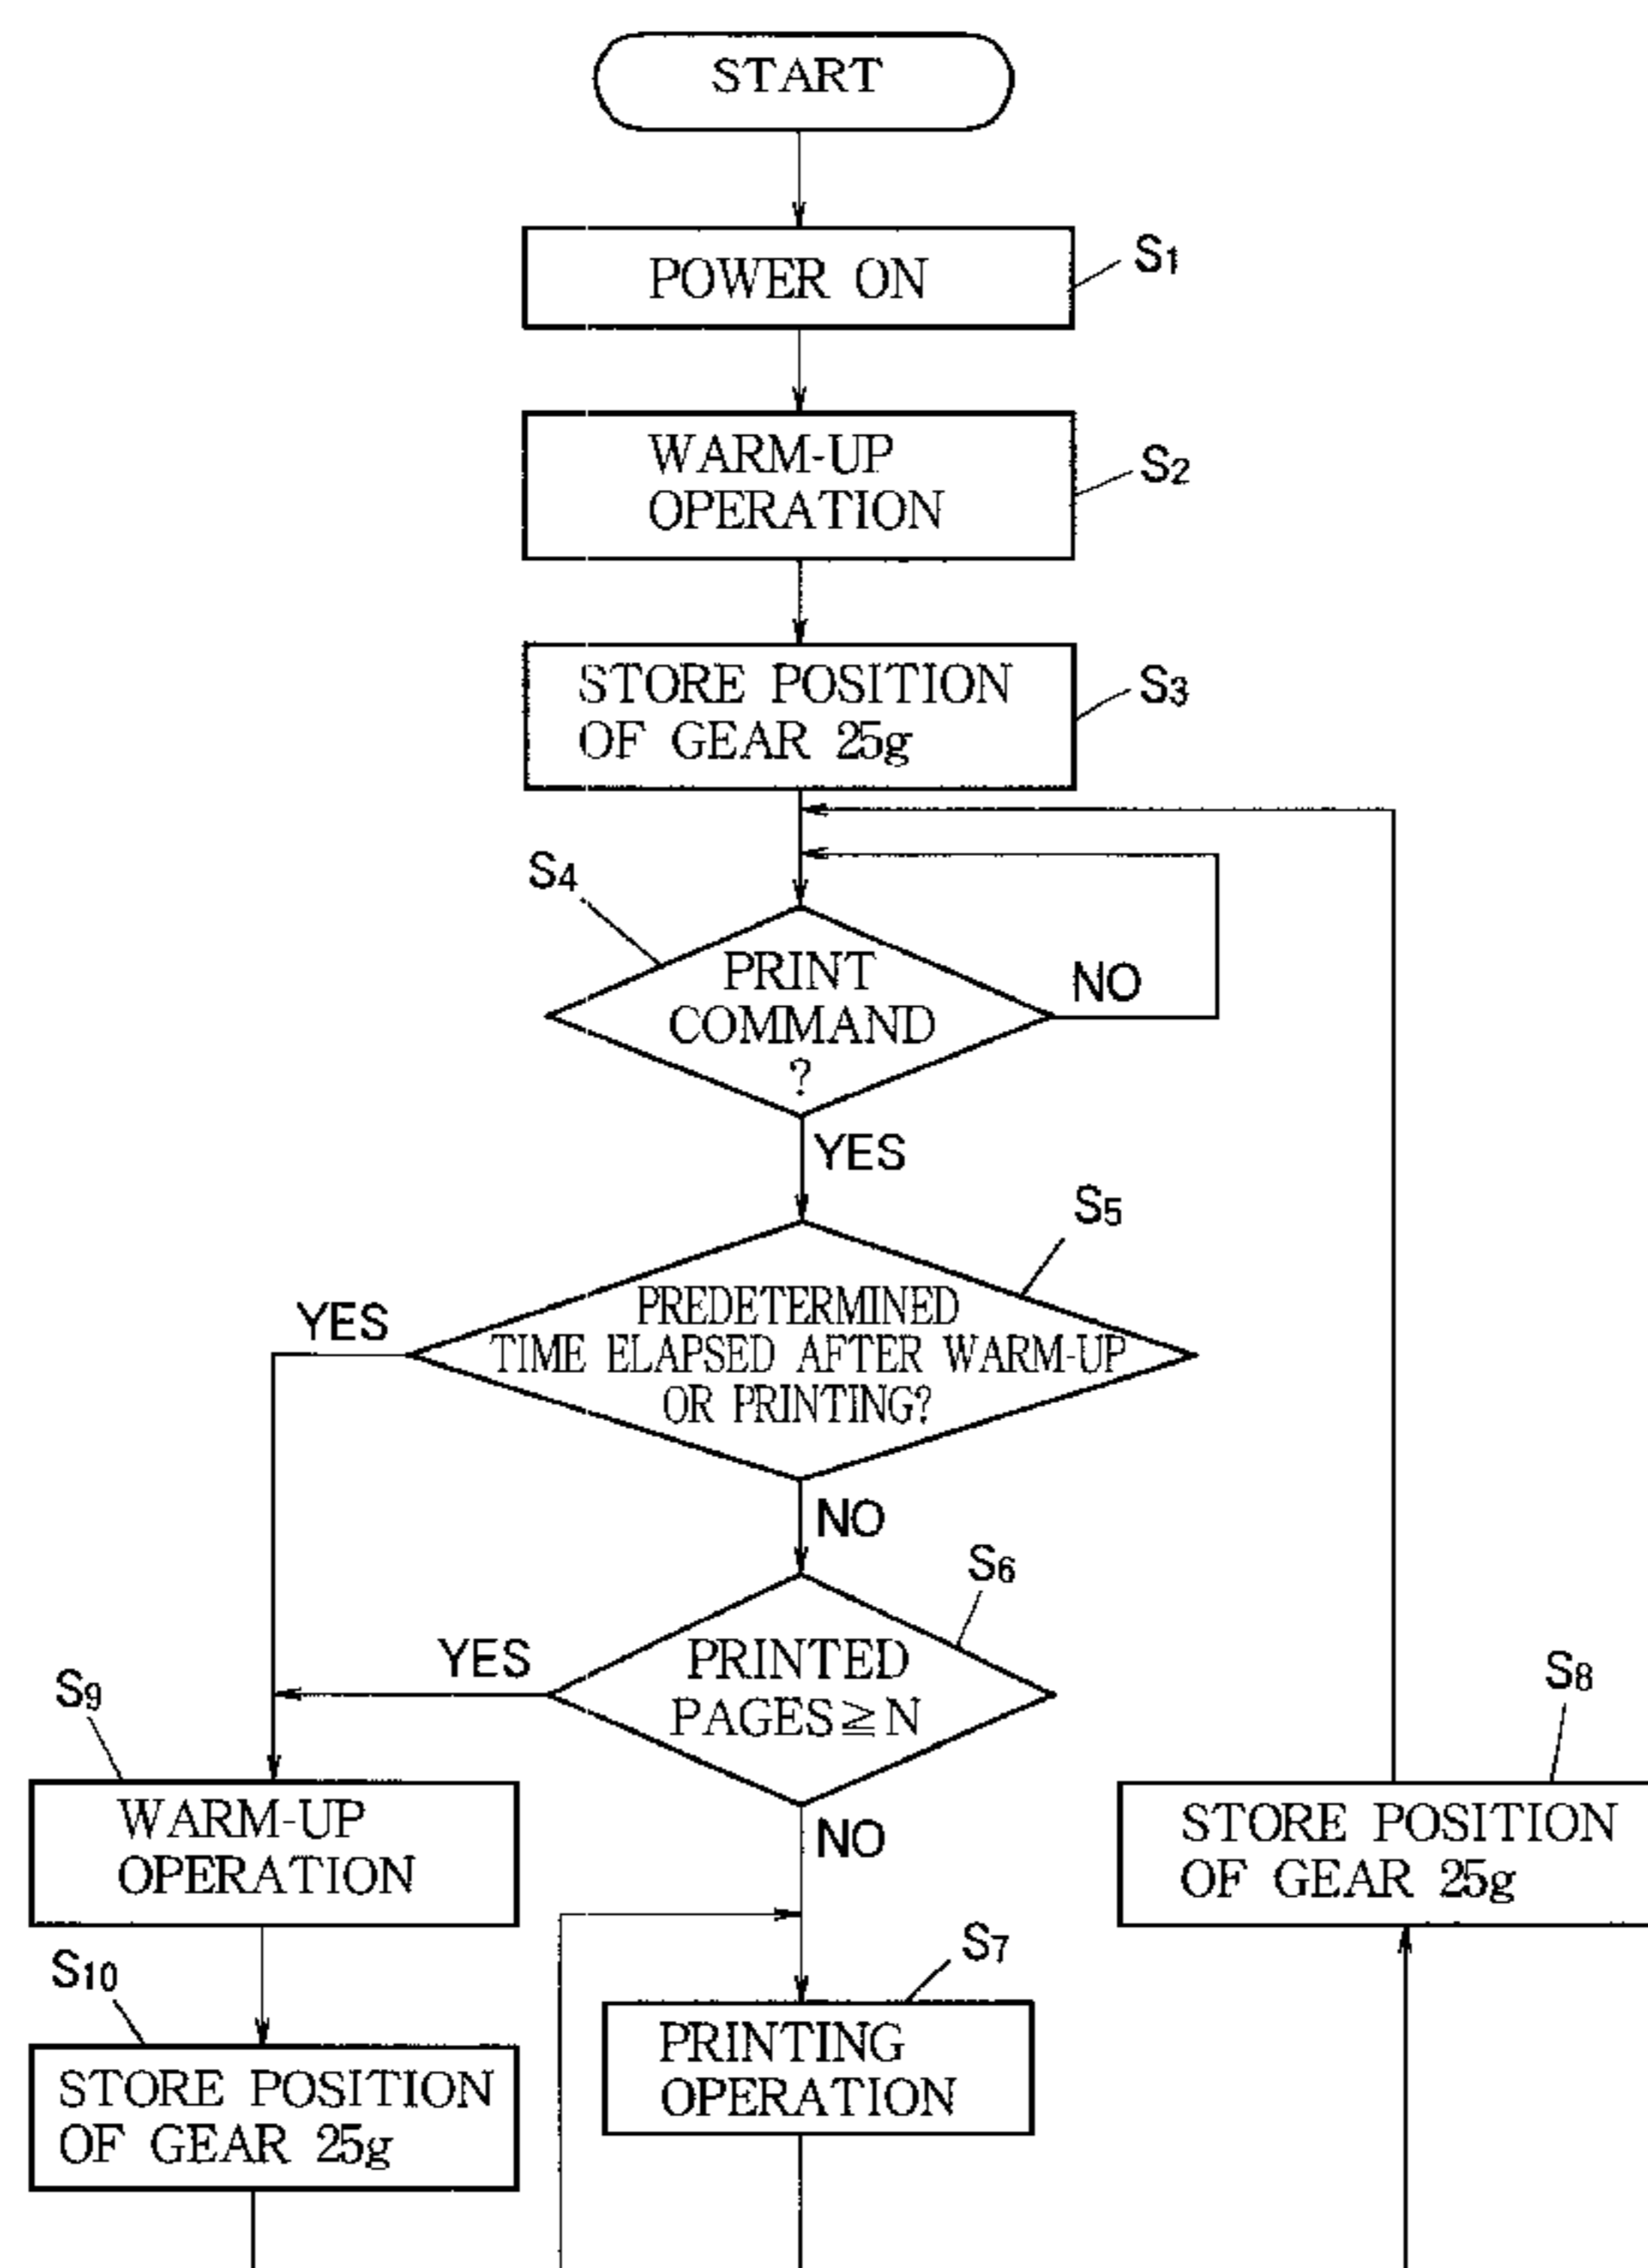 START
POWER ON
S1
WARM-UP
OPERATION
S2
STORE POSITION
OF GEAR 25g
S3
S4
PRINT
COMMAND
?
NO
YES
S5
PREDETERMINED
TIME ELAPSED AFTER WARM-UP
OR PRINTING?
YES
NO
S6
PRINTED
PAGES≧N
YES
NO
S9
WARM-UP
OPERATION
S8
STORE POSITION
OF GEAR 25g
S10
STORE POSITION
OF GEAR 25g
S7
PRINTING
OPERATION